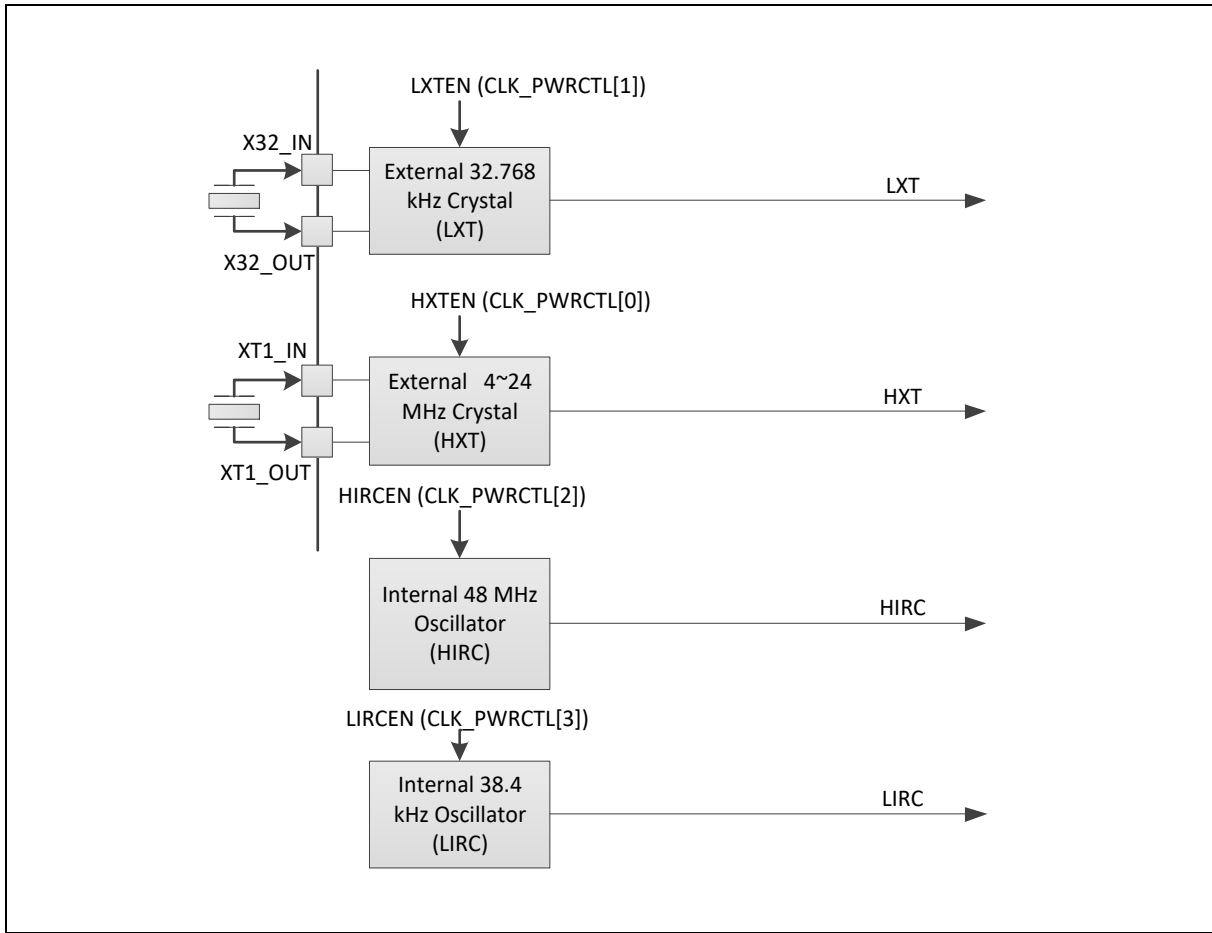 LXTEN (CLK_PWRCTL[1])
X32_IN
External 32.768
kHz Crystal
(LXT)
LXT
X32_OUT
HXTEN (CLK_PWRCTL[0])
XT1_IN
External 4~24
MHz Crystal
(HXT)
HXT
XT1_OUT
HIRCEN (CLK_PWRCTL[2])
Internal 48 MHz
Oscillator
(HIRC)
HIRC
LIRCEN (CLK_PWRCTL[3])
Internal 38.4
kHz Oscillator
(LIRC)
LIRC